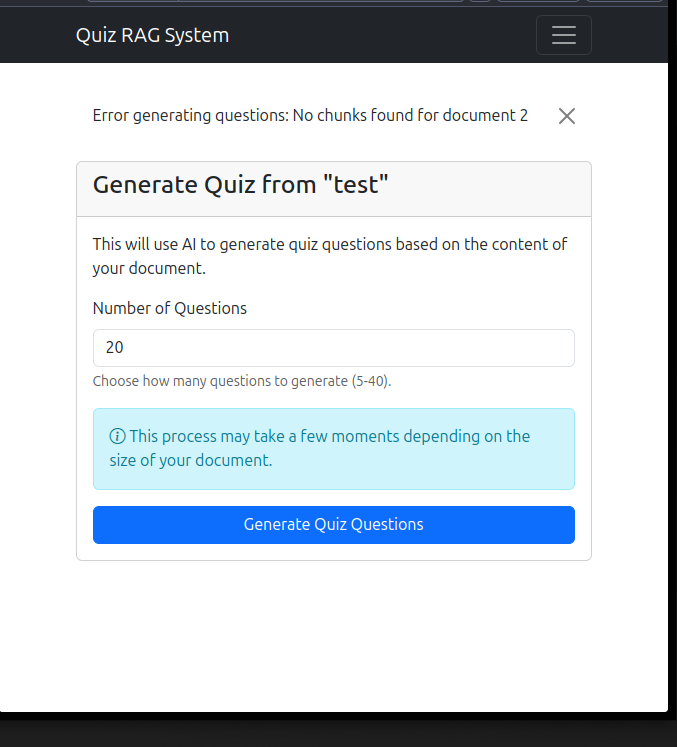 Quiz RAG System
Error generating questions: No chunks found for document 2
Generate Quiz from "test"
This will use AI to generate quiz questions based on the content of
your document.
Number of Questions
20
Choose how many questions to generate (5-40).
This process may take a few moments depending on the
size of your document.
Generate Quiz Questions